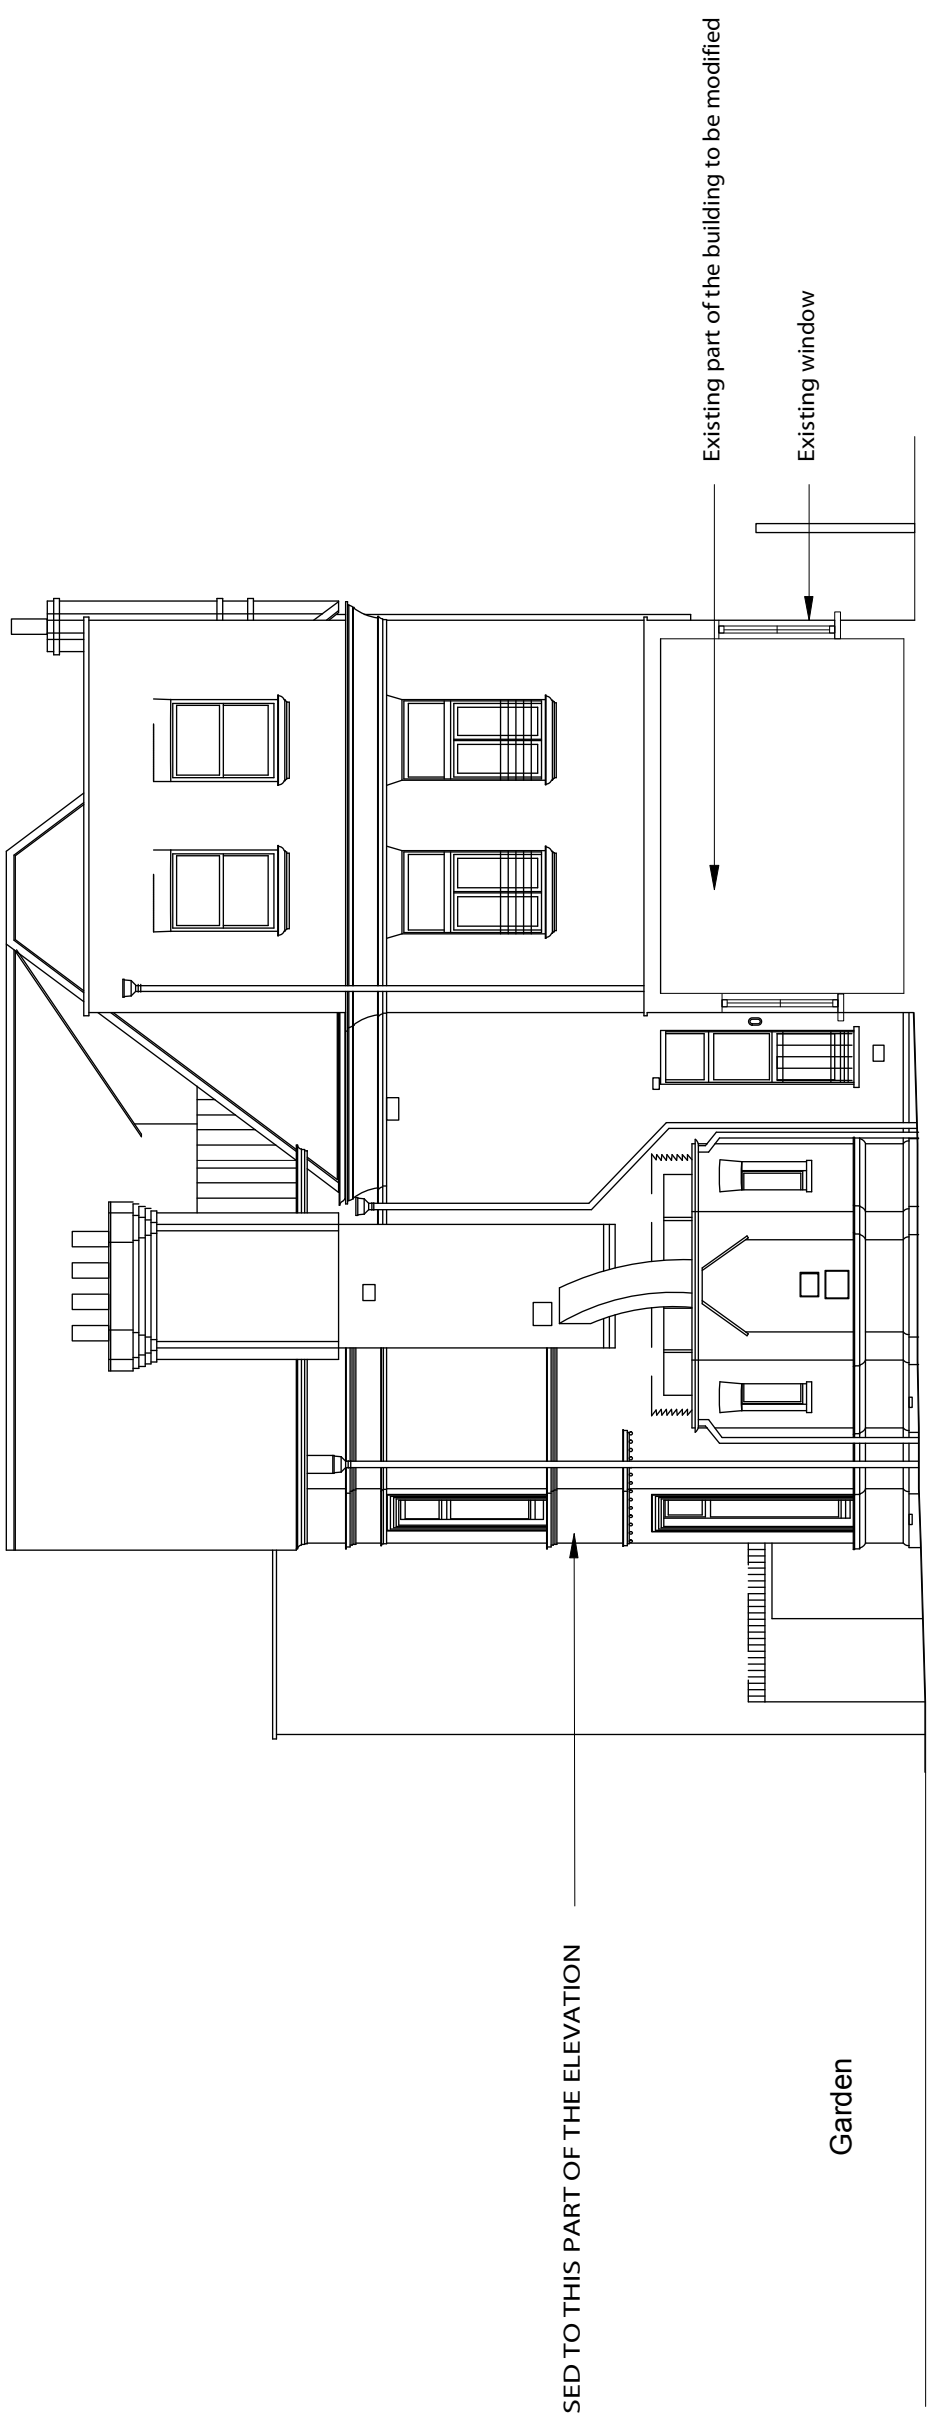 Existing part of the building to be modified
Existing window
SED TO THIS PART OF THE ELEVATION
Garden